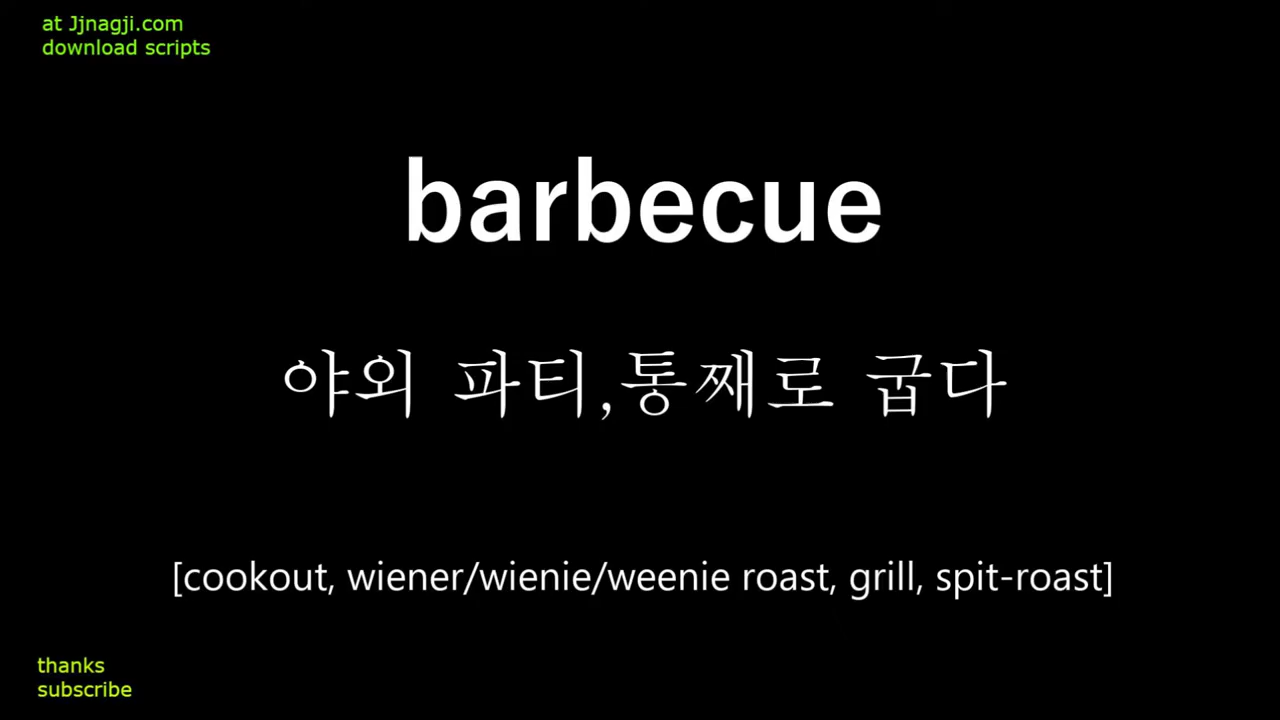 at Jjnagji.com
download scripts
barbecue
야외 파티,통째로 굽다
[cookout, wiener/wienie/weenie roast, grill, spit-roast]
thanks
subscribe